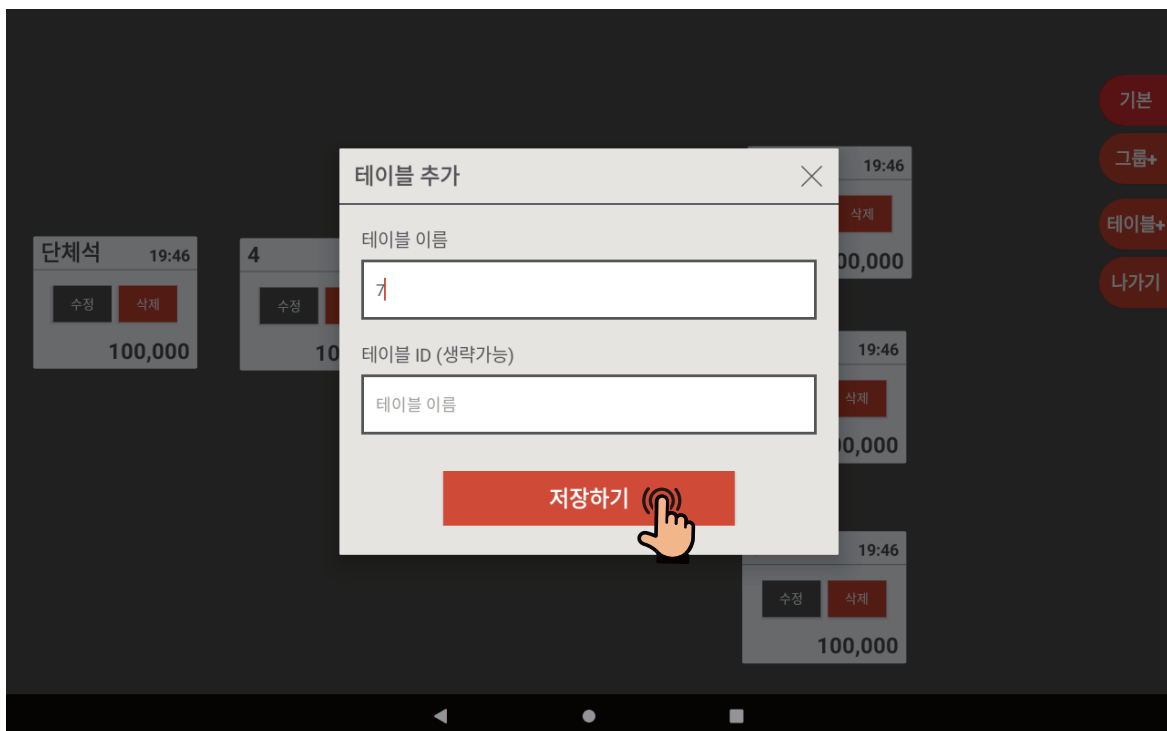 기본
그룹+
테이블+
나가기
테이블 추가
테이블 이름
7
테이블 ID (생략가능)
테이블 이름
저장하기
단체석 19:46
수정 삭제
100,000
4
수정
10
19:46
삭제
00,000
19:46
삭제
00,000
19:46
수정 삭제
100,000